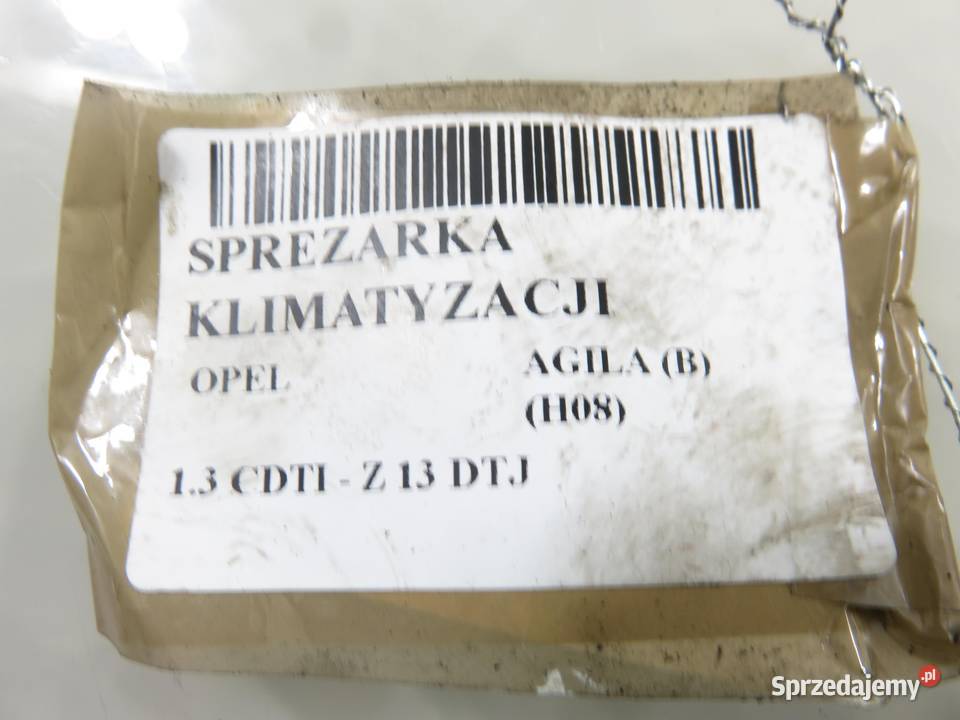 SPREZARKA
KLIMATYZACJI
OPEL AGILA (B)
(H08)
1.3 CDTI - Z 13 DTJ
Sprzedajemy.pl